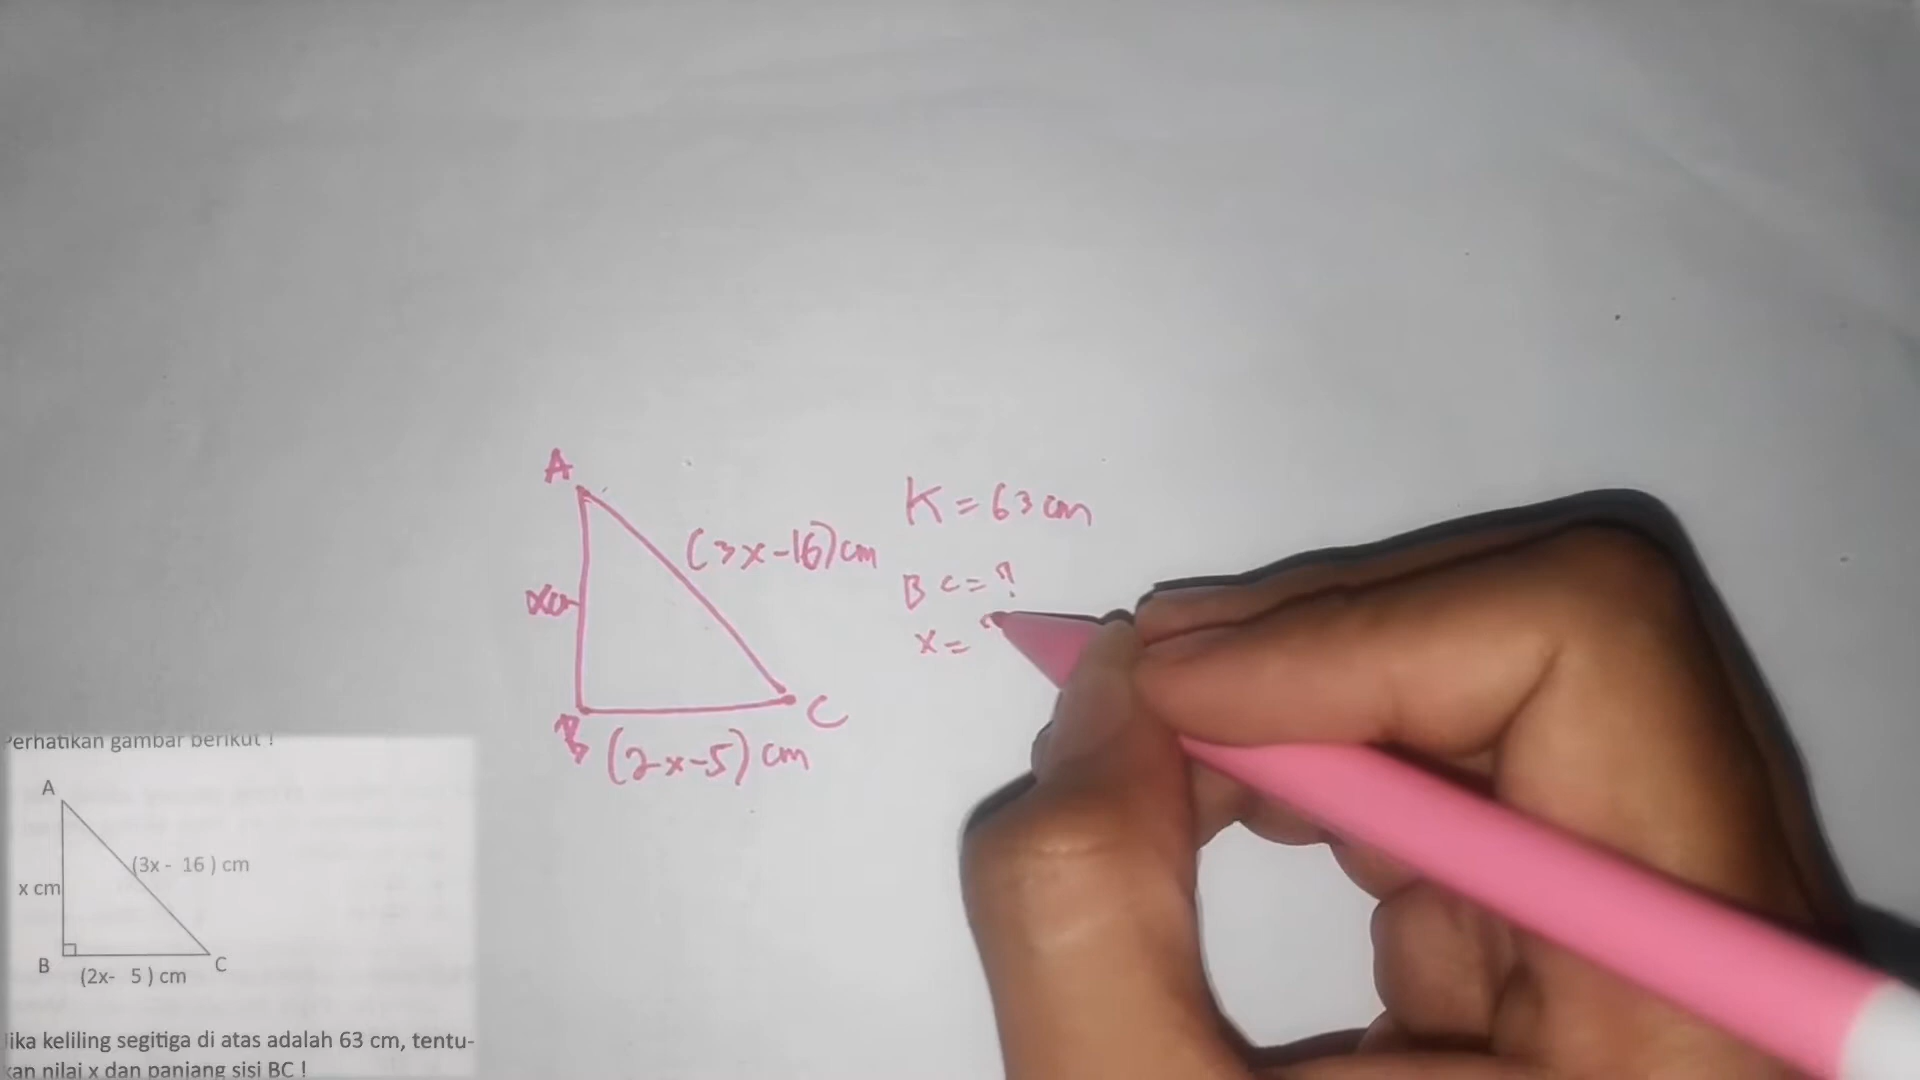 A
(3x-16)cm
x cm
B
C
(2x-5) cm
K = 63 cm
BC = ?
x = ?
Perhatikan gambar berikut !
A
(3x - 16 ) cm
x cm
B
C
(2x- 5 ) cm
Jika keliling segitiga di atas adalah 63 cm, tentu-
kan nilai x dan panjang sisi BC !